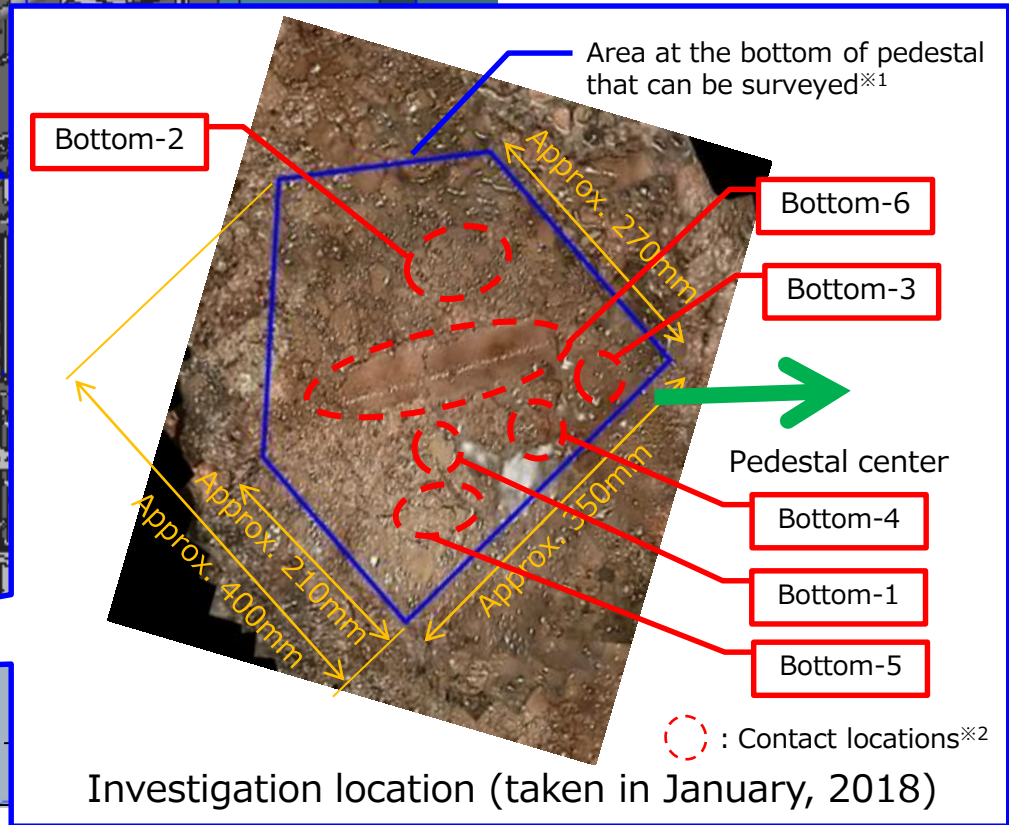 Area at the bottom of pedestal
that can be surveyed※1
Bottom-2
Approx. 270mm
Bottom-6
Bottom-3
Pedestal center
Approx. 350mm
Approx. 210mm
Approx. 400mm
Bottom-4
Bottom-1
Bottom-5
: Contact locations※2
Investigation location (taken in January, 2018)